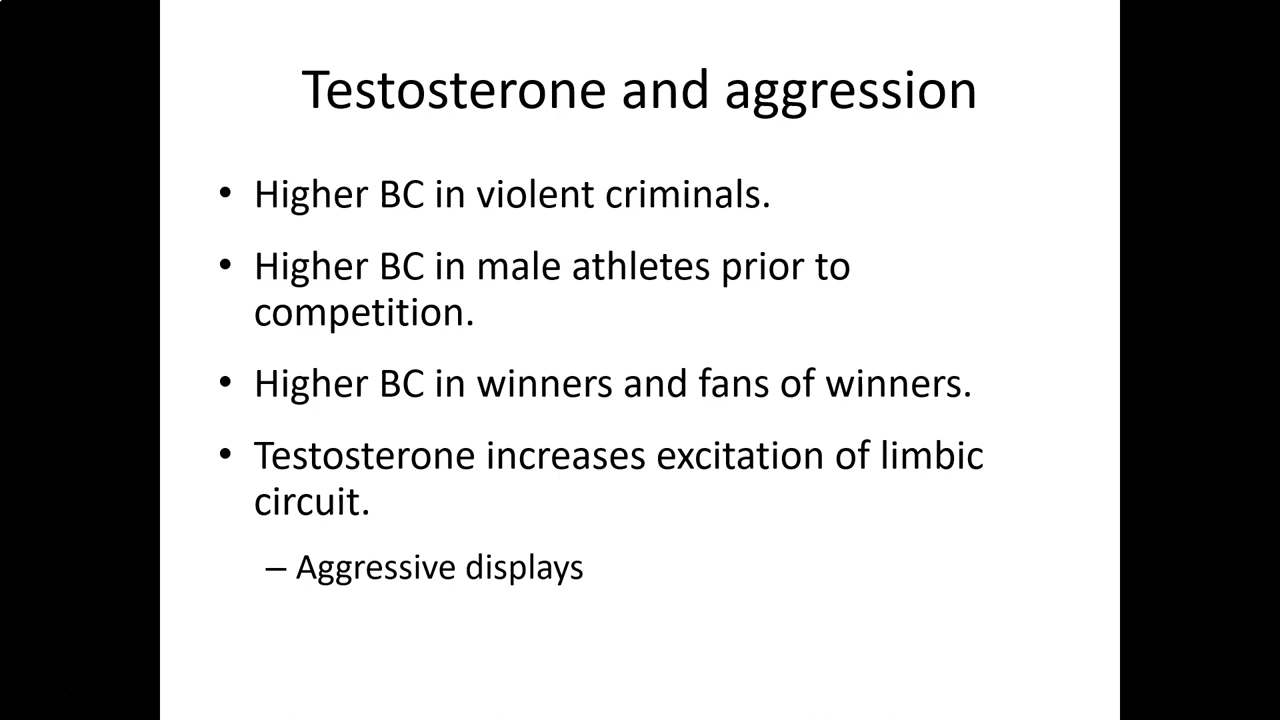 Testosterone and aggression
• Higher BC in violent criminals.
• Higher BC in male athletes prior to
competition.
• Higher BC in winners and fans of winners.
• Testosterone increases excitation of limbic
circuit.
– Aggressive displays